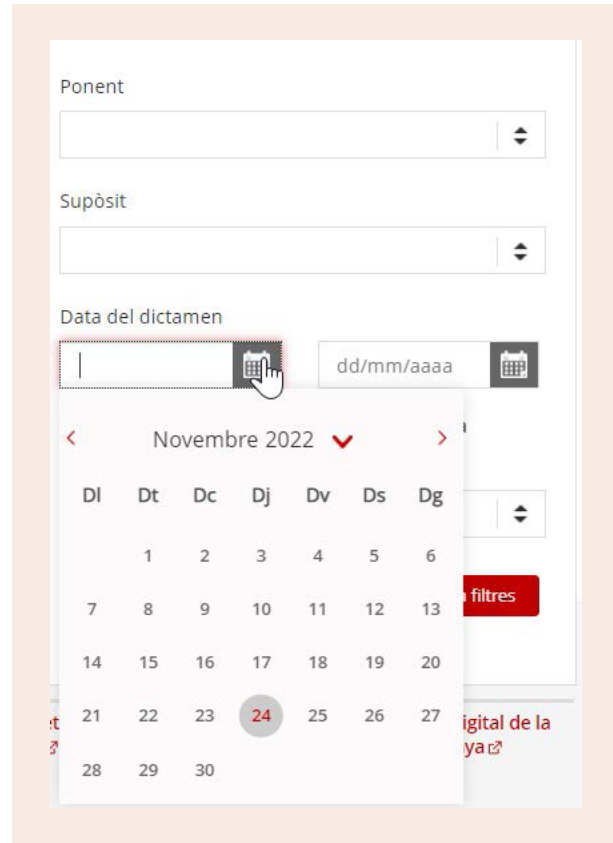 Ponent
Supòsit
Data del dictamen
dd/mm/aaaa
Novembre 2022
Dl Dt Dc Dj Dv Ds Dg
1 2 3 4 5 6
7 8 9 10 11 12 13
filtres
14 15 16 17 18 19 20
21 22 23 24 25 26 27
igital de la
28 29 30